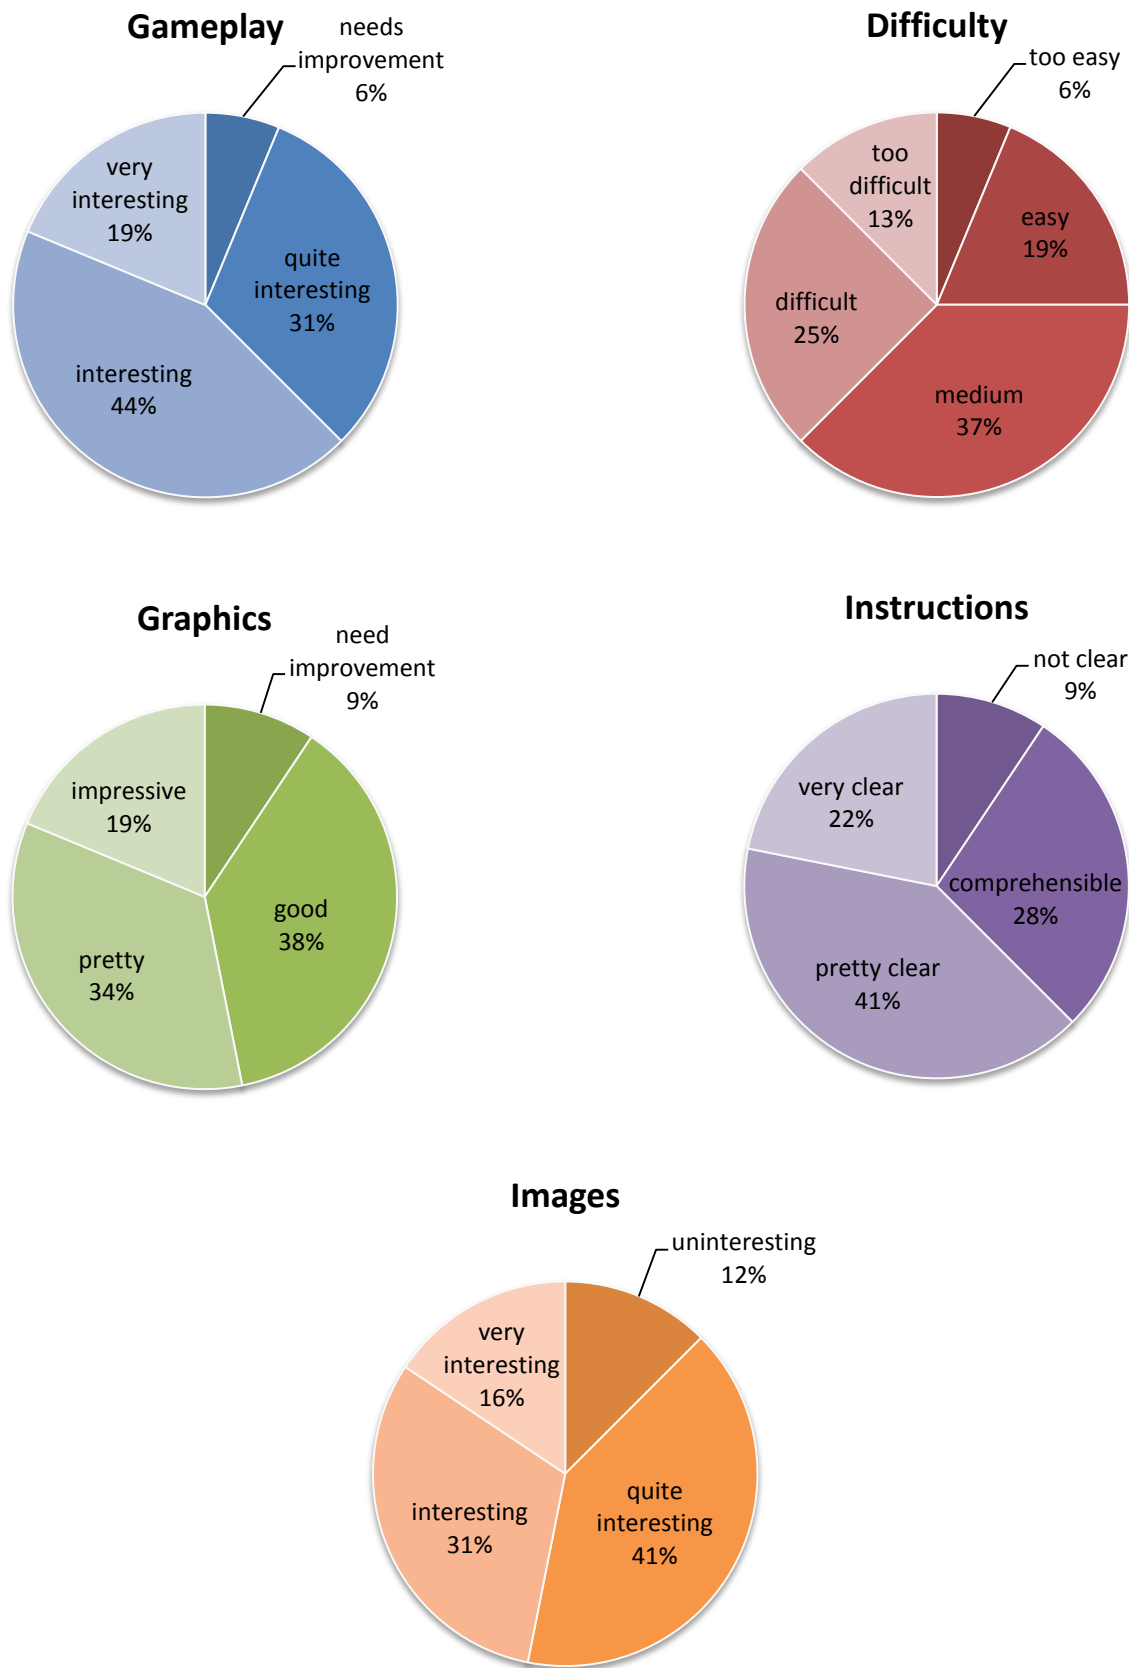 Gameplay
needs
improvement
6%
very
interesting
19%
quite
interesting
31%
interesting
44%
Difficulty
too easy
6%
too
difficult
13%
easy
19%
difficult
25%
medium
37%
Graphics
need
improvement
9%
impressive
19%
good
38%
pretty
34%
Instructions
not clear
9%
very clear
22%
comprehensible
28%
pretty clear
41%
Images
uninteresting
12%
very
interesting
16%
quite
interesting
41%
interesting
31%